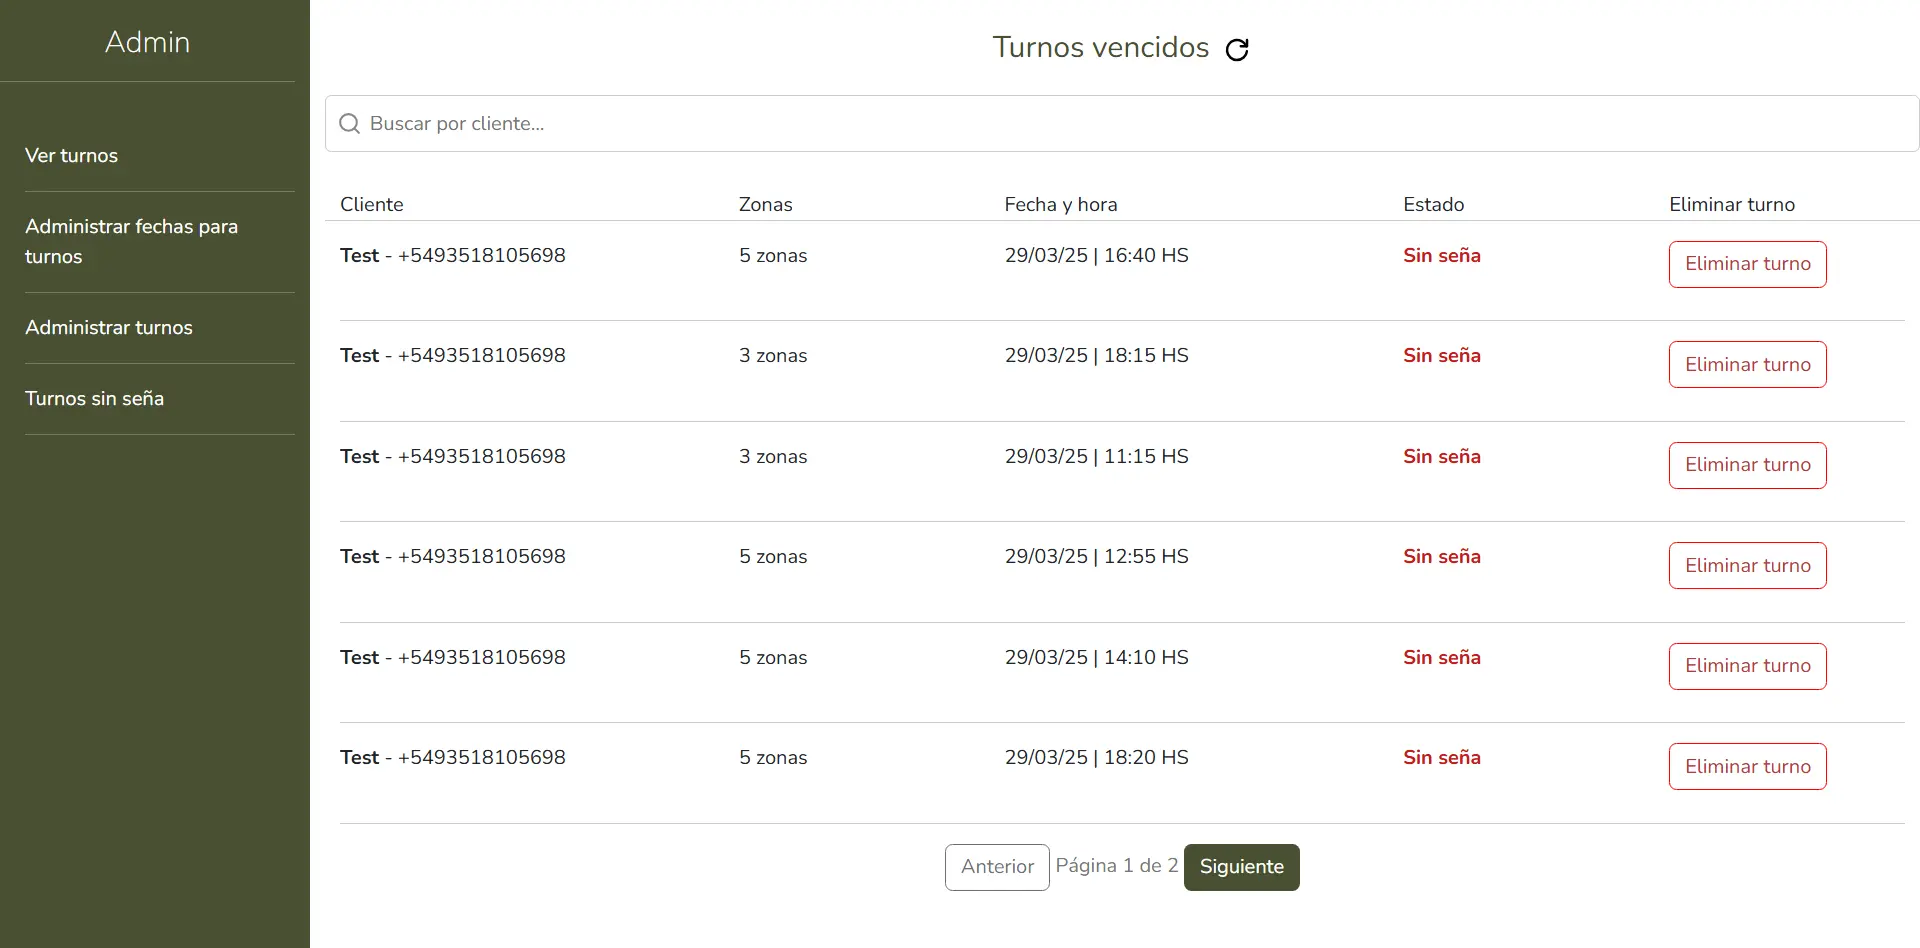 Admin
Ver turnos
Administrar fechas para
turnos
Administrar turnos
Turnos sin seña
Turnos vencidos
Buscar por cliente...
Cliente Zonas Fecha y hora Estado Eliminar turno
Test - +5493518105698 5 zonas 29/03/25 | 16:40 HS Sin seña Eliminar turno
Test - +5493518105698 3 zonas 29/03/25 | 18:15 HS Sin seña Eliminar turno
Test - +5493518105698 3 zonas 29/03/25 | 11:15 HS Sin seña Eliminar turno
Test - +5493518105698 5 zonas 29/03/25 | 12:55 HS Sin seña Eliminar turno
Test - +5493518105698 5 zonas 29/03/25 | 14:10 HS Sin seña Eliminar turno
Test - +5493518105698 5 zonas 29/03/25 | 18:20 HS Sin seña Eliminar turno
Anterior Página 1 de 2 Siguiente